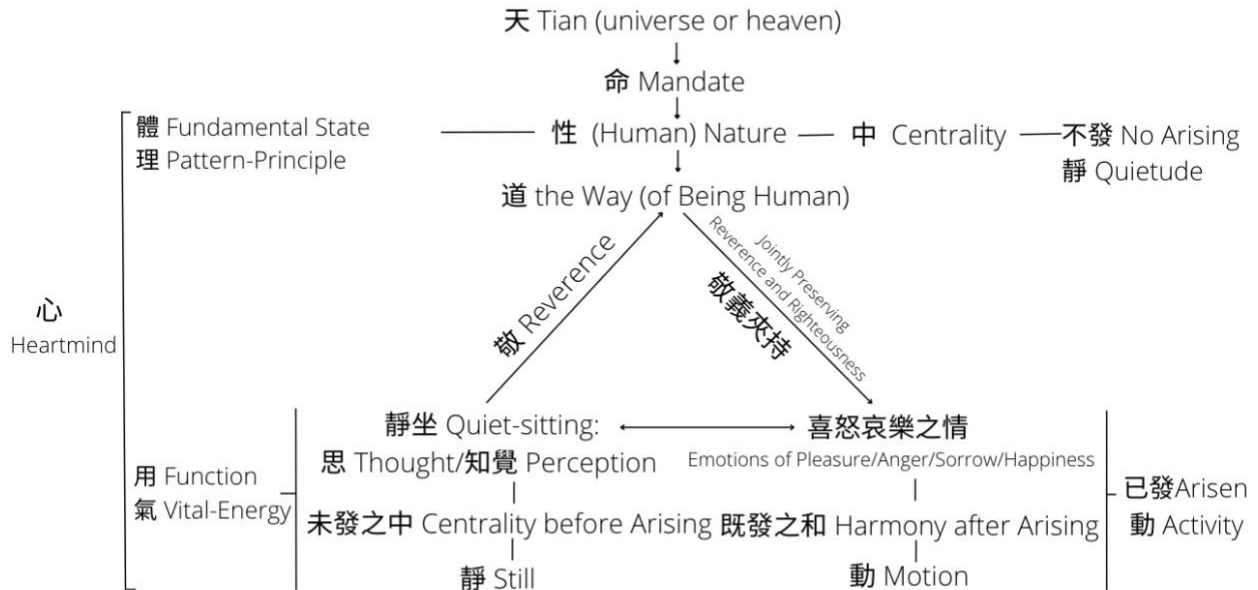 天 Tian (universe or heaven)
命 Mandate
體 Fundamental State
理 Pattern-Principle
性 (Human) Nature
中 Centrality
不發 No Arising
靜 Quietude
道 the Way (of Being Human)
敬 Reverence
Jointly Preserving
Reverence and Righteousness
敬義夾持
心
Heartmind
靜坐 Quiet-sitting:
思 Thought/知覺 Perception
喜怒哀樂之情
Emotions of Pleasure/Anger/Sorrow/Happiness
用 Function
氣 Vital-Energy
未發之中 Centrality before Arising
既發之和 Harmony after Arising
已發Arisen
動 Activity
靜 Still
動 Motion